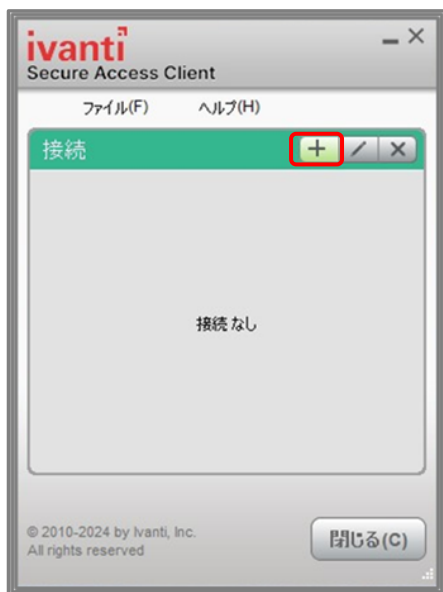 ivanti
Secure Access Client
ファイル(F) ヘルプ(H)
接続
接続なし
© 2010-2024 by Ivanti, Inc.
All rights reserved
閉じる(C)